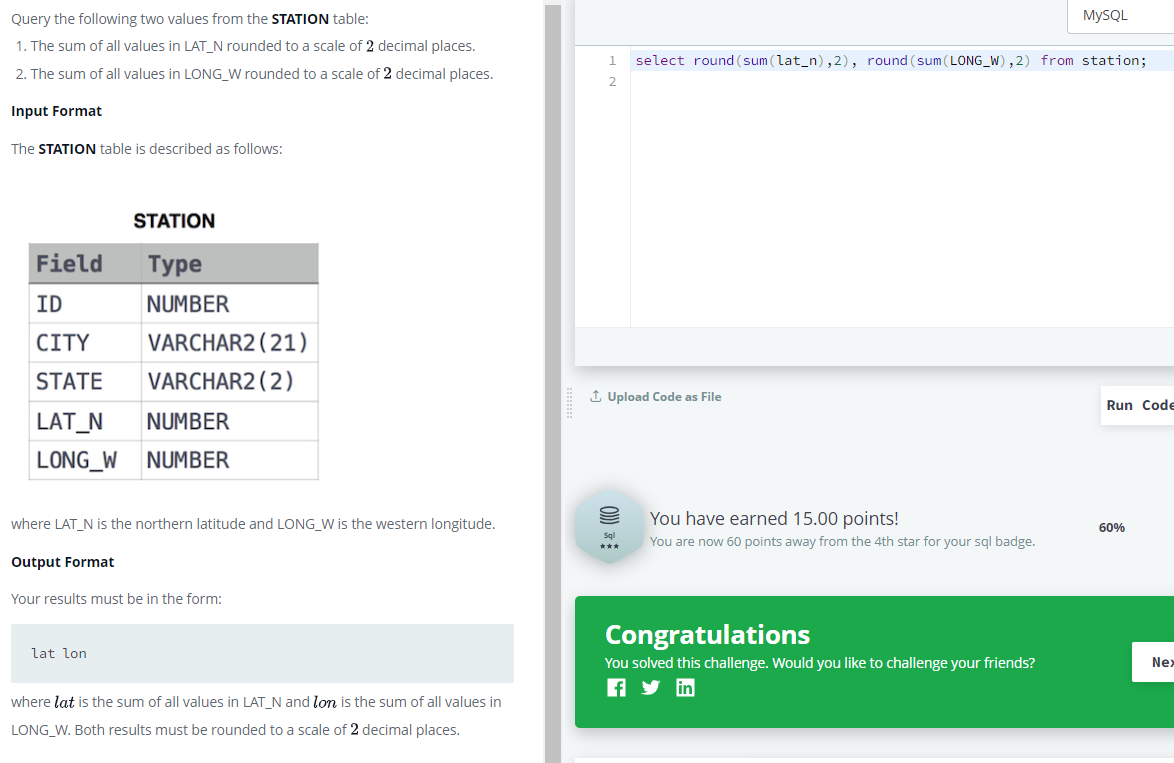 Query the following two values from the STATION table:
1. The sum of all values in LAT_N rounded to a scale of 2 decimal places.
2. The sum of all values in LONG_W rounded to a scale of 2 decimal places.
Input Format
The STATION table is described as follows:
STATION
Field Type
ID NUMBER
CITY VARCHAR2(21)
STATE VARCHAR2(2)
LAT_N NUMBER
LONG_W NUMBER
where LAT_N is the northern latitude and LONG_W is the western longitude.
Output Format
Your results must be in the form:
lat lon
where lat is the sum of all values in LAT_N and lon is the sum of all values in
LONG_W. Both results must be rounded to a scale of 2 decimal places.
MySQL
1 select round(sum(lat_n),2), round(sum(LONG_W),2) from station;
2
Upload Code as File
Run Code
Sql
You have earned 15.00 points!
You are now 60 points away from the 4th star for your sql badge.
60%
Congratulations
You solved this challenge. Would you like to challenge your friends?
in